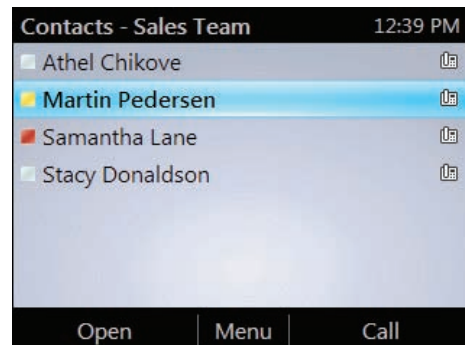 Contacts - Sales Team 12:39 PM
Athel Chikove
Martin Pedersen
Samantha Lane
Stacy Donaldson
Open Menu Call